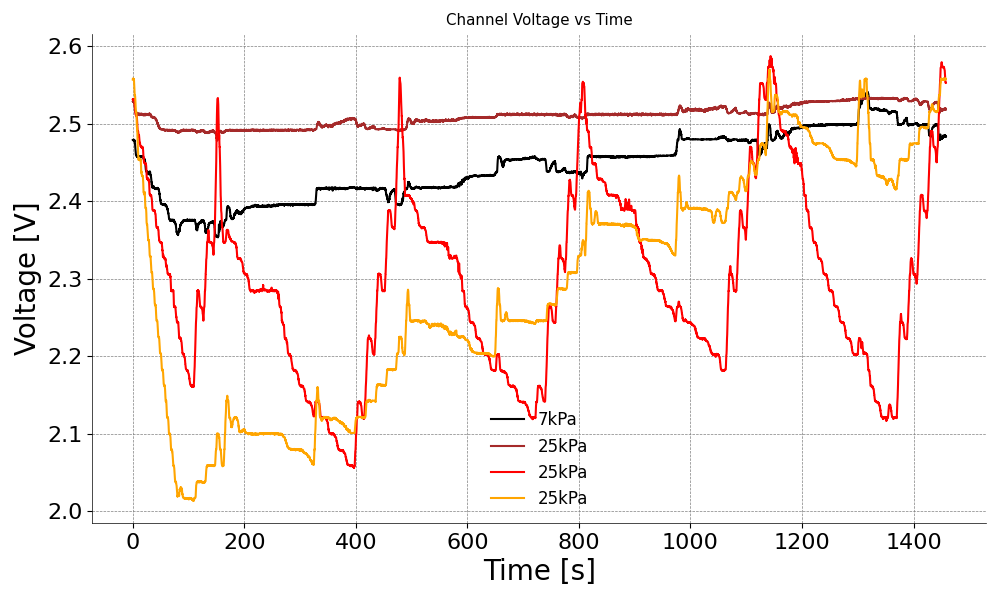 Channel Voltage vs Time
Voltage [V]
2.6
2.5
2.4
2.3
2.2
2.1
2.0
7kPa
25kPa
25kPa
25kPa
0 200 400 600 800 1000 1200 1400
Time [s]